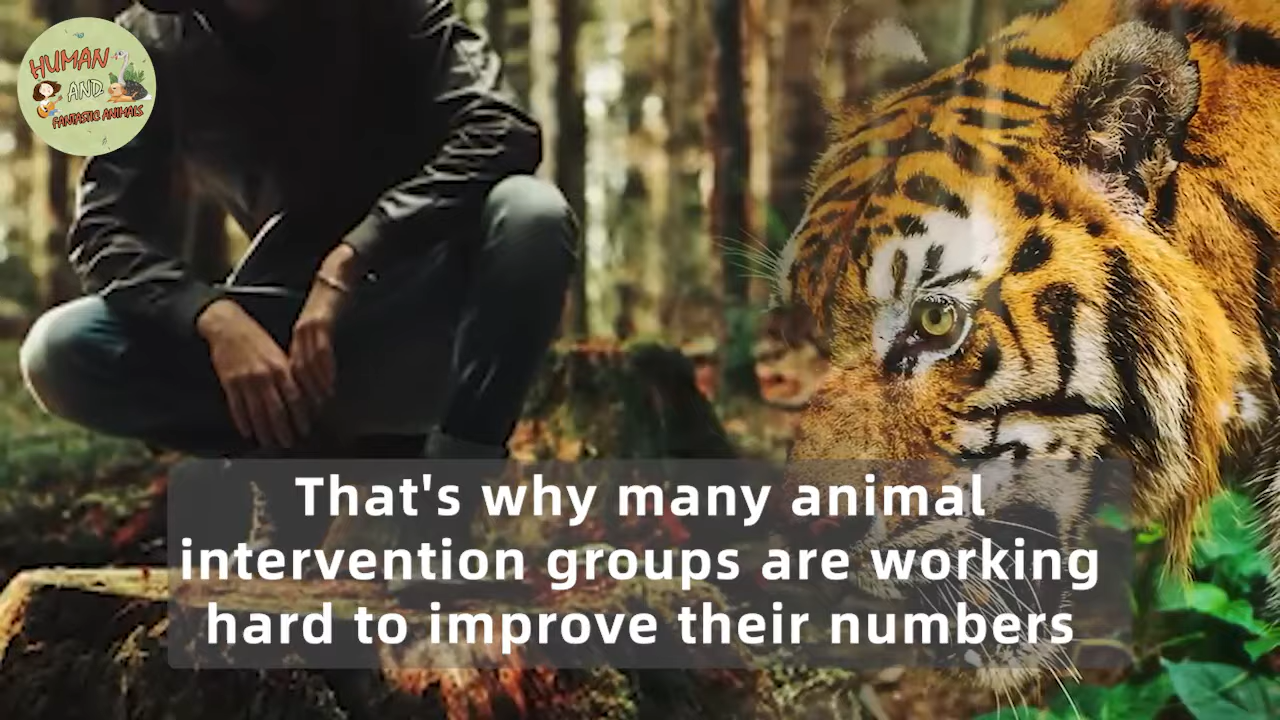 HUMAN
AND
FANTASTIC ANIMALS
That's why many animal
intervention groups are working
hard to improve their numbers